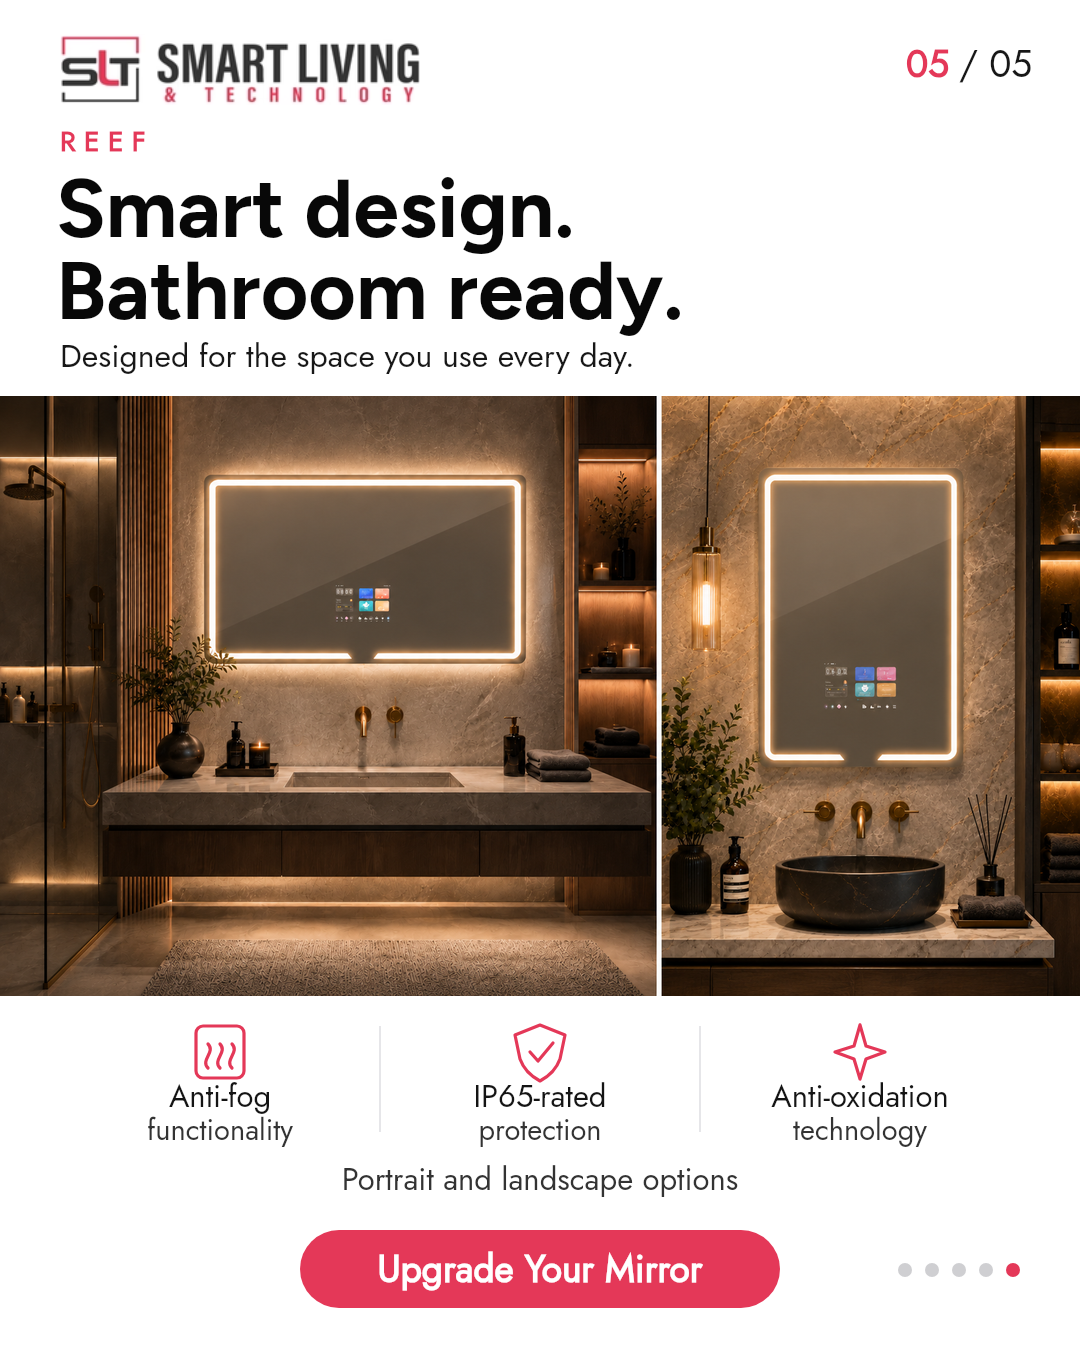 SLT SMART LIVING
& TECHNOLOGY
05 / 05
REEF
Smart design.
Bathroom ready.
Designed for the space you use every day.
Anti-fog
functionality
IP65-rated
protection
Anti-oxidation
technology
Portrait and landscape options
Upgrade Your Mirror